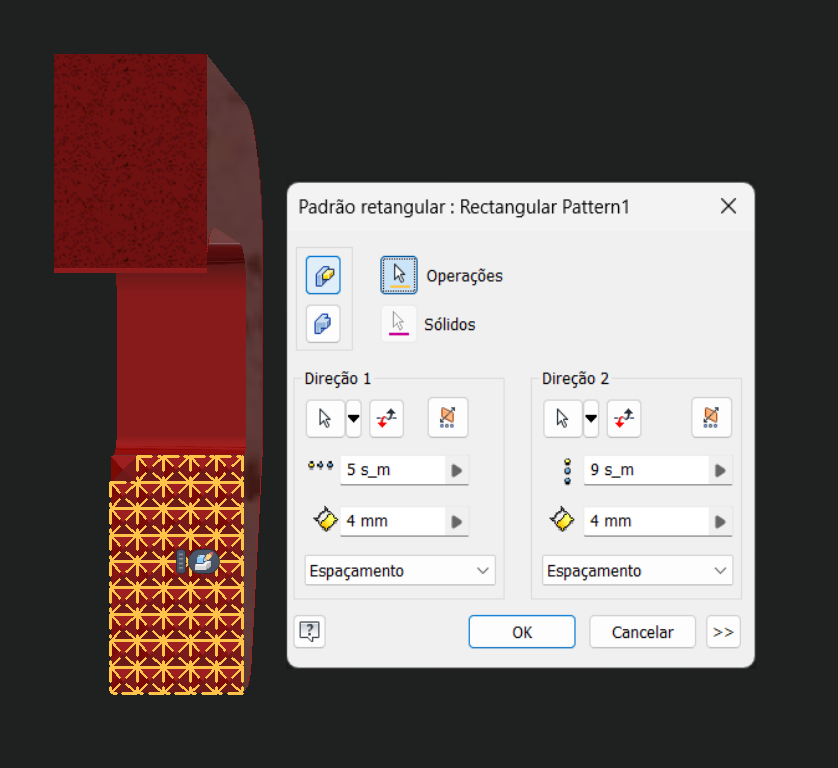 Padrão retangular : Rectangular Pattern1
Operações
Sólidos
Direção 1
Direção 2
5 s_m
9 s_m
4 mm
4 mm
Espaçamento
Espaçamento
?
OK
Cancelar
>>